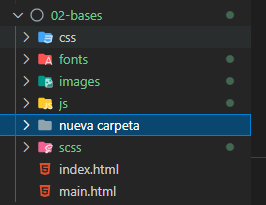 02-bases
css
fonts
images
js
nueva carpeta
scss
index.html
main.html